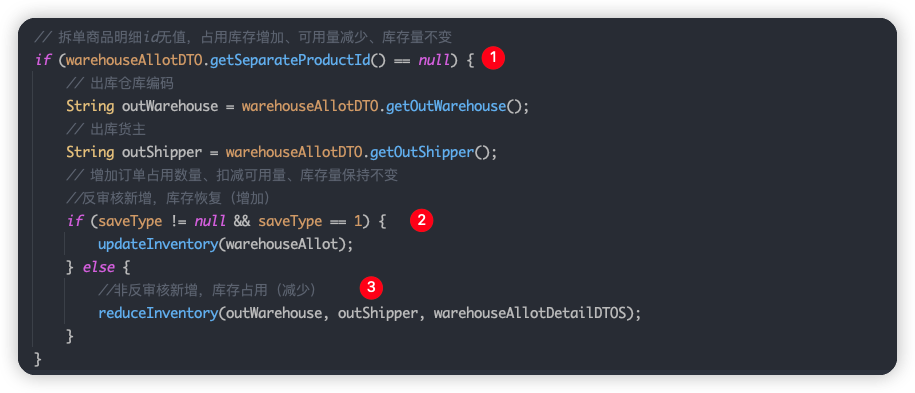 // 拆单商品明细id无值，占用库存增加、可用量减少、库存量不变
if (warehouseAllotDTO.getSeparateProductId() == null) { 1
// 出库仓库编码
String outWarehouse = warehouseAllotDTO.getOutWarehouse();
// 出库货主
String outShipper = warehouseAllotDTO.getOutShipper();
// 增加订单占用数量、扣减可用量、库存量保持不变
//反审核新增，库存恢复（增加）
if (saveType != null && saveType == 1) { 2
updateInventory(warehouseAllot);
} else {
//非反审核新增，库存占用（减少） 3
reduceInventory(outWarehouse, outShipper, warehouseAllotDetailDTOS);
}
}